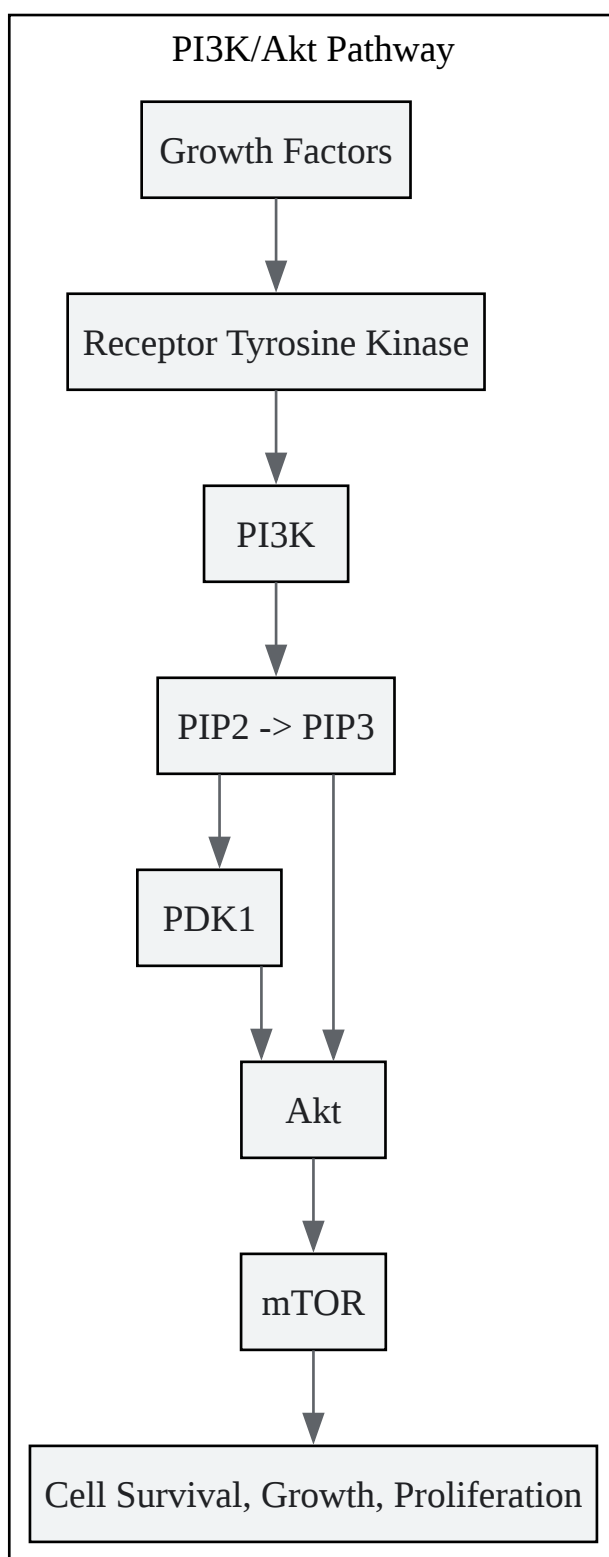 PI3K/Akt Pathway
Growth Factors
Receptor Tyrosine Kinase
PI3K
PIP2 -> PIP3
PDK1
Akt
mTOR
Cell Survival, Growth, Proliferation